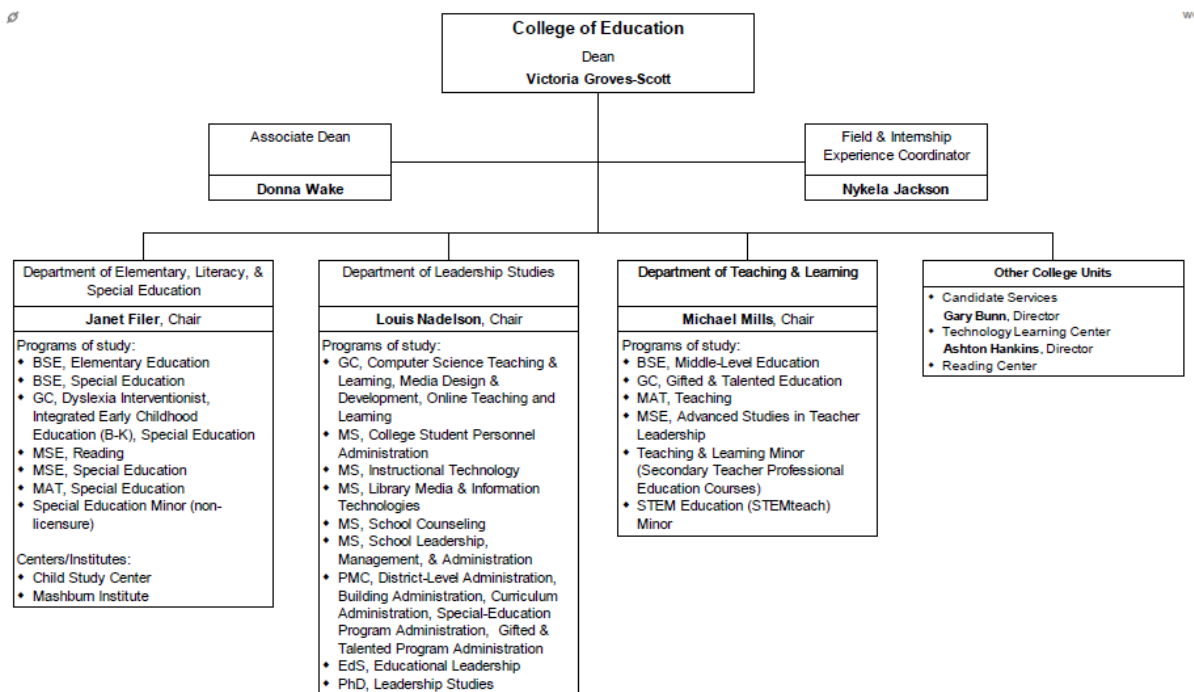 College of Education
Dean
Victoria Groves-Scott
Associate Dean
Donna Wake
Field & Internship
Experience Coordinator
Nykela Jackson
Department of Elementary, Literacy, &
Special Education
Janet Filer, Chair
Programs of study:
◆ BSE, Elementary Education
◆ BSE, Special Education
◆ GC, Dyslexia Interventionist,
Integrated Early Childhood
Education (B-K), Special Education
◆ MSE, Reading
◆ MSE, Special Education
◆ MAT, Special Education
◆ Special Education Minor (non-
licensure)
Centers/Institutes:
◆ Child Study Center
◆ Mashburn Institute
Department of Leadership Studies
Louis Nadelson, Chair
Programs of study:
◆ GC, Computer Science Teaching &
Learning, Media Design &
Development, Online Teaching and
Learning
◆ MS, College Student Personnel
Administration
◆ MS, Instructional Technology
◆ MS, Library Media & Information
Technologies
◆ MS, School Counseling
◆ MS, School Leadership,
Management, & Administration
◆ PMC, District-Level Administration,
Building Administration, Curriculum
Administration, Special-Education
Program Administration, Gifted &
Talented Program Administration
◆ EdS, Educational Leadership
◆ PhD, Leadership Studies
Department of Teaching & Learning
Michael Mills, Chair
Programs of study:
◆ BSE, Middle-Level Education
◆ GC, Gifted & Talented Education
◆ MAT, Teaching
◆ MSE, Advanced Studies in Teacher
Leadership
◆ Teaching & Learning Minor
(Secondary Teacher Professional
Education Courses)
◆ STEM Education (STEMteach)
Minor
Other College Units
◆ Candidate Services
Gary Bunn, Director
◆ Technology Learning Center
Ashton Hankins, Director
◆ Reading Center